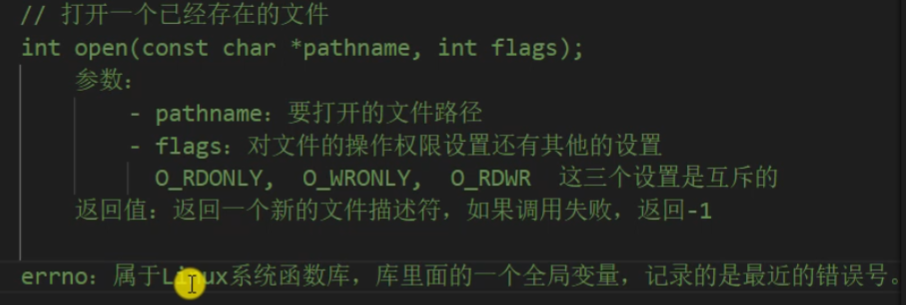 // 打开一个已经存在的文件
int open(const char *pathname, int flags);
参数：
- pathname：要打开的文件路径
- flags：对文件的操作权限设置还有其他的设置
O_RDONLY,  O_WRONLY,  O_RDWR  这三个设置是互斥的
返回值：返回一个新的文件描述符，如果调用失败，返回-1
errno：属于Linux系统函数库，库里面的一个全局变量，记录的是最近的错误号。